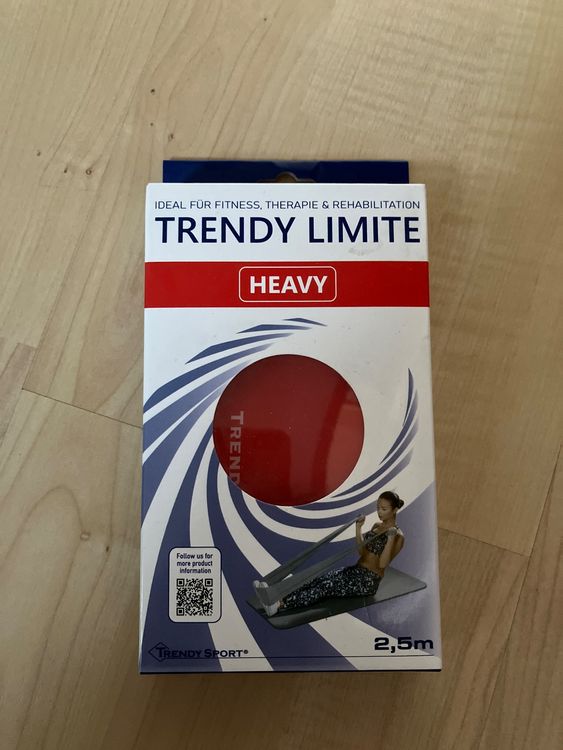 IDEAL FÜR FITNESS, THERAPIE & REHABILITATION
TRENDY LIMITE
HEAVY
TREND
Follow us for
more product
information
TRENDY SPORT®
2,5m